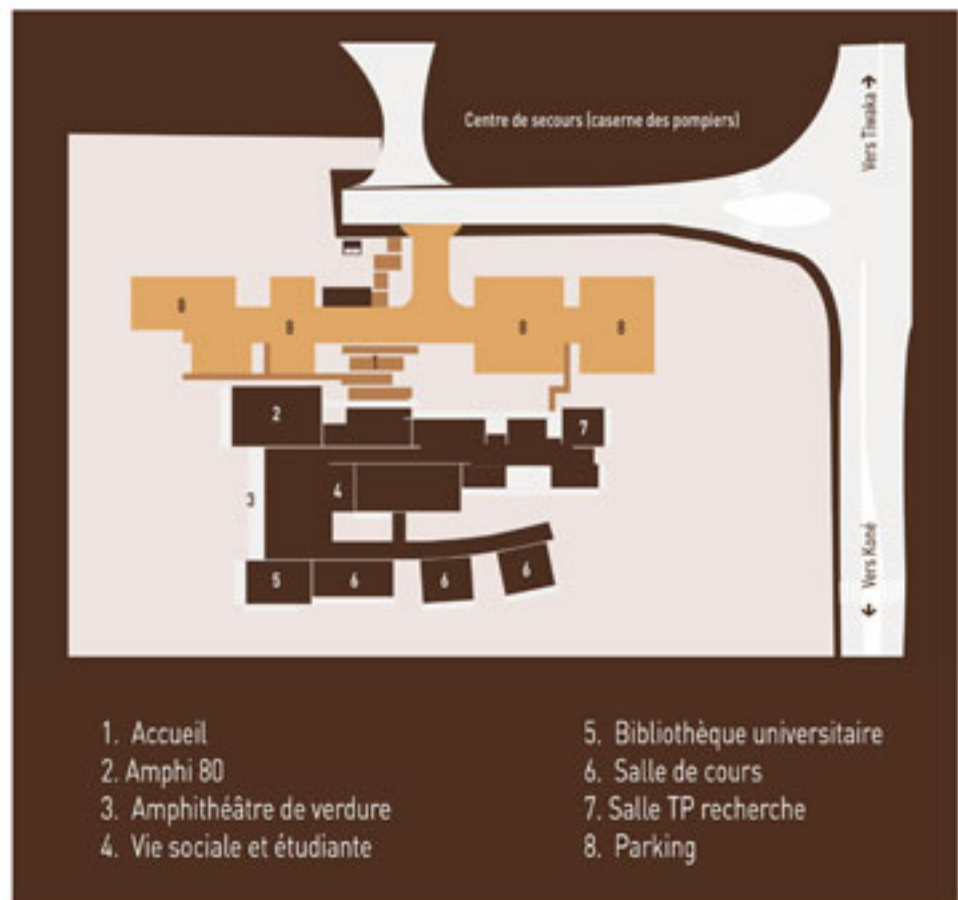 Centre de secours (caserne des pompiers)
Vers Tiwaka →
8
8
8
8
1
2
7
3
4
← Vers Koné
5
6
6
6
1. Accueil
2. Amphi 80
3. Amphithéâtre de verdure
4. Vie sociale et étudiante
5. Bibliothèque universitaire
6. Salle de cours
7. Salle TP recherche
8. Parking